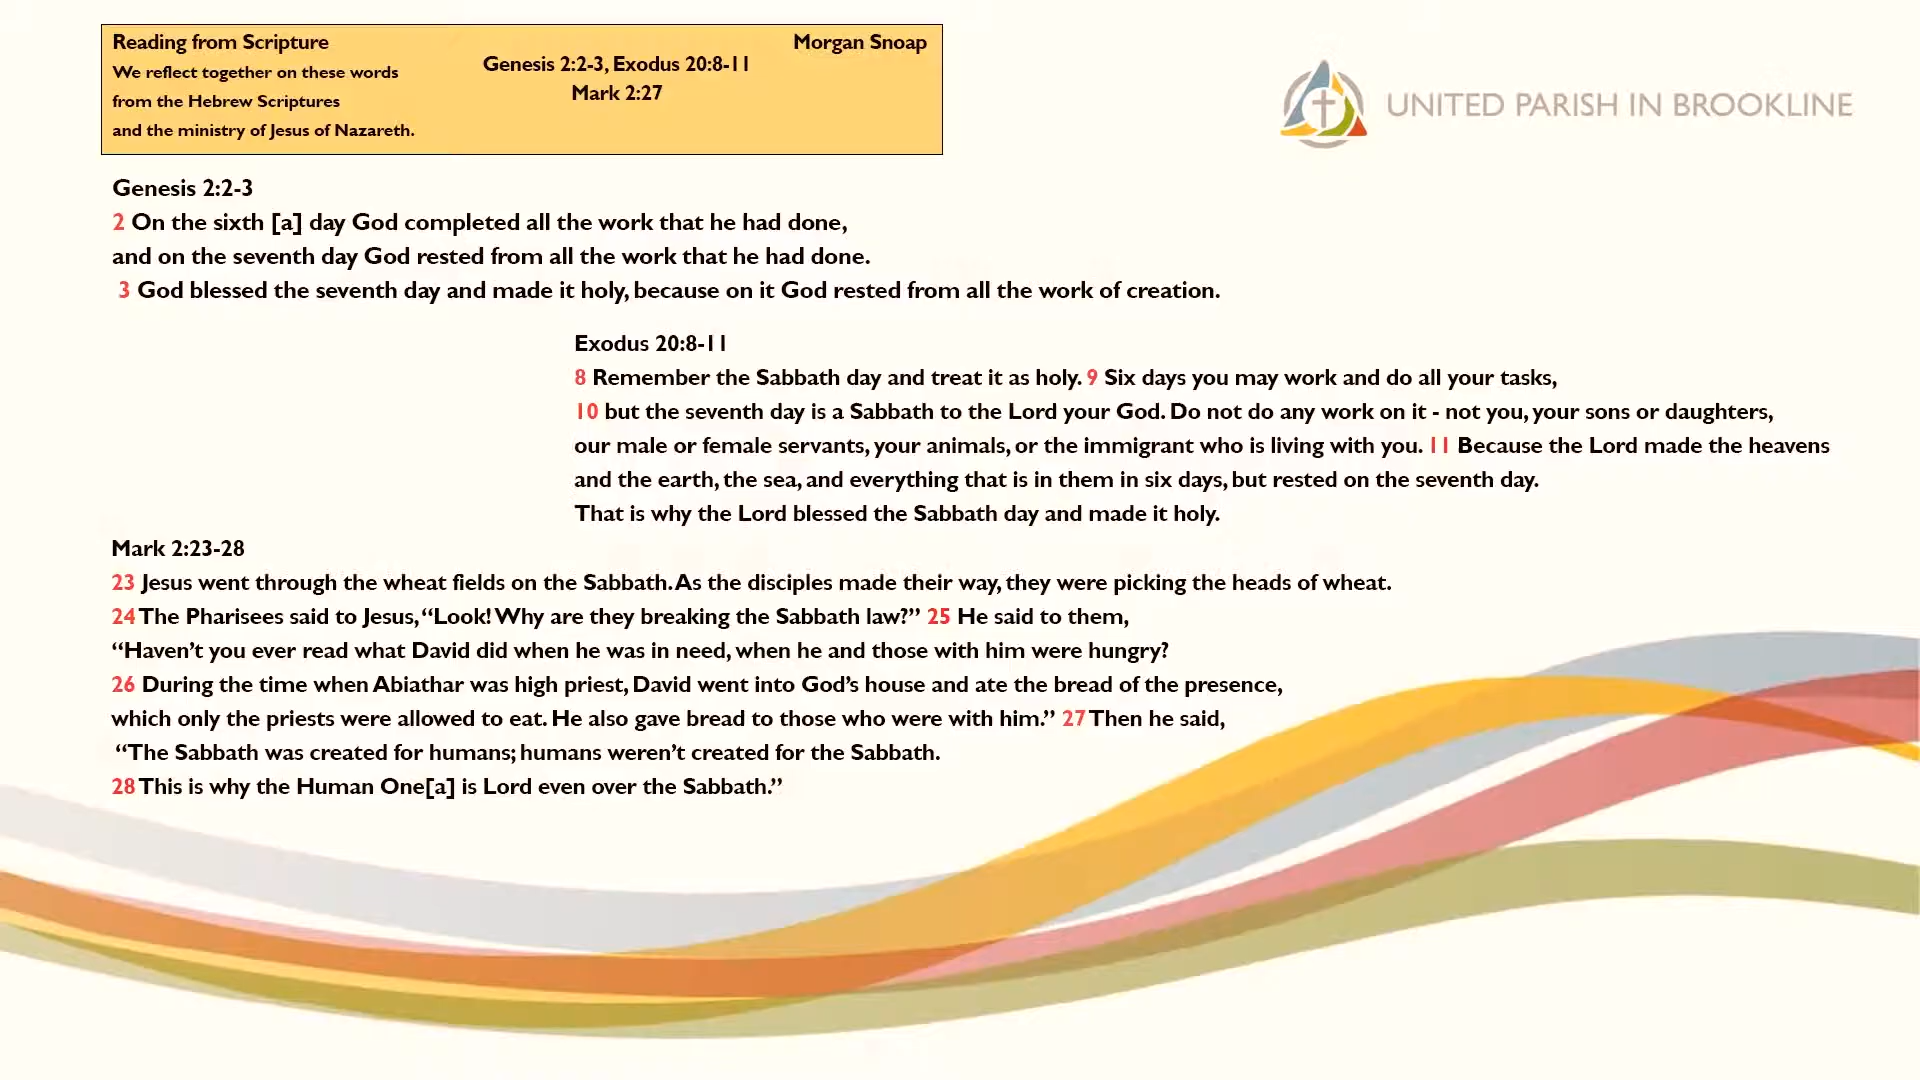 Reading from Scripture
We reflect together on these words
from the Hebrew Scriptures
and the ministry of Jesus of Nazareth.
Genesis 2:2-3, Exodus 20:8-11
Mark 2:27
Morgan Snoap
UNITED PARISH IN BROOKLINE
Genesis 2:2-3
2 On the sixth [a] day God completed all the work that he had done,
and on the seventh day God rested from all the work that he had done.
3 God blessed the seventh day and made it holy, because on it God rested from all the work of creation.
Exodus 20:8-11
8 Remember the Sabbath day and treat it as holy. 9 Six days you may work and do all your tasks,
10 but the seventh day is a Sabbath to the Lord your God. Do not do any work on it - not you, your sons or daughters,
our male or female servants, your animals, or the immigrant who is living with you. 11 Because the Lord made the heavens
and the earth, the sea, and everything that is in them in six days, but rested on the seventh day.
That is why the Lord blessed the Sabbath day and made it holy.
Mark 2:23-28
23 Jesus went through the wheat fields on the Sabbath. As the disciples made their way, they were picking the heads of wheat.
24 The Pharisees said to Jesus, “Look! Why are they breaking the Sabbath law?” 25 He said to them,
“Haven’t you ever read what David did when he was in need, when he and those with him were hungry?
26 During the time when Abiathar was high priest, David went into God’s house and ate the bread of the presence,
which only the priests were allowed to eat. He also gave bread to those who were with him.” 27 Then he said,
“The Sabbath was created for humans; humans weren’t created for the Sabbath.
28 This is why the Human One[a] is Lord even over the Sabbath.”